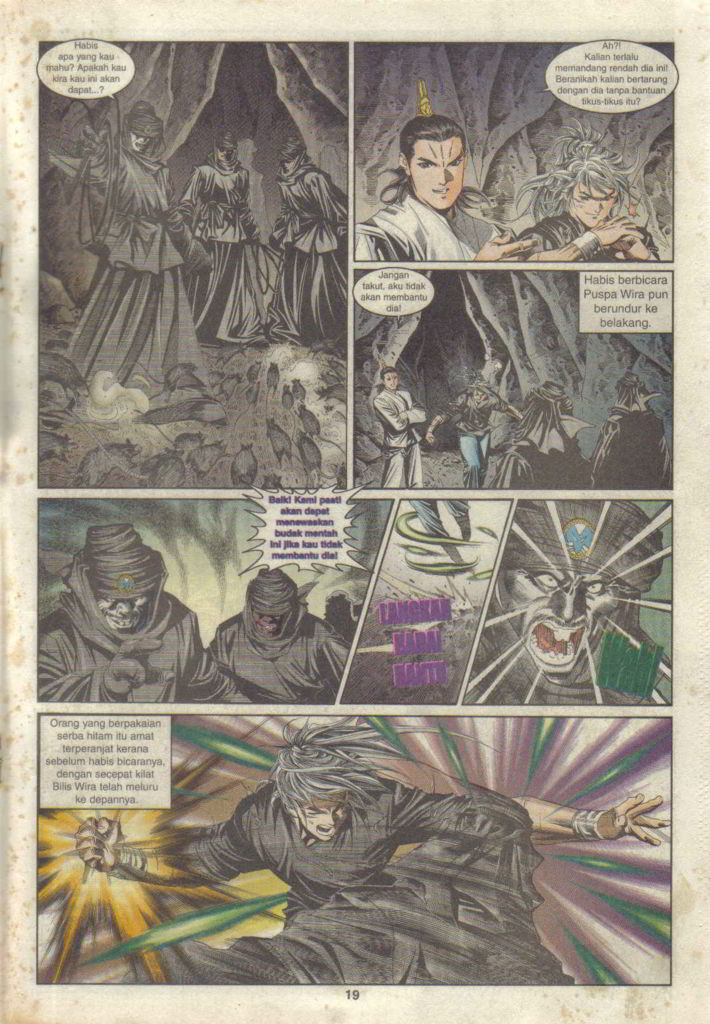 Habis
apa yang kau
mahu? Apakah kau
kira kau ini akan
dapat...?
Ah?!
Kalian terlalu
memandang rendah dia ini!
Beranikah kalian bertarung
dengan dia tanpa bantuan
tikus-tikus itu?
Jangan
takut, aku tidak
akan membantu
dia!
Habis berbicara
Puspa Wira pun
berundur ke
belakang.
Baik! Kami pasti
akan dapat
menewaskan
budak mentah
ini jika kau tidak
membantu dia!
LANGKAH
BADAI
HANTU
Orang yang berpakaian
serba hitam itu amat
terperanjat kerana
sebelum habis bicaranya,
dengan secepat kilat
Bilis Wira telah meluru
ke depannya.
19